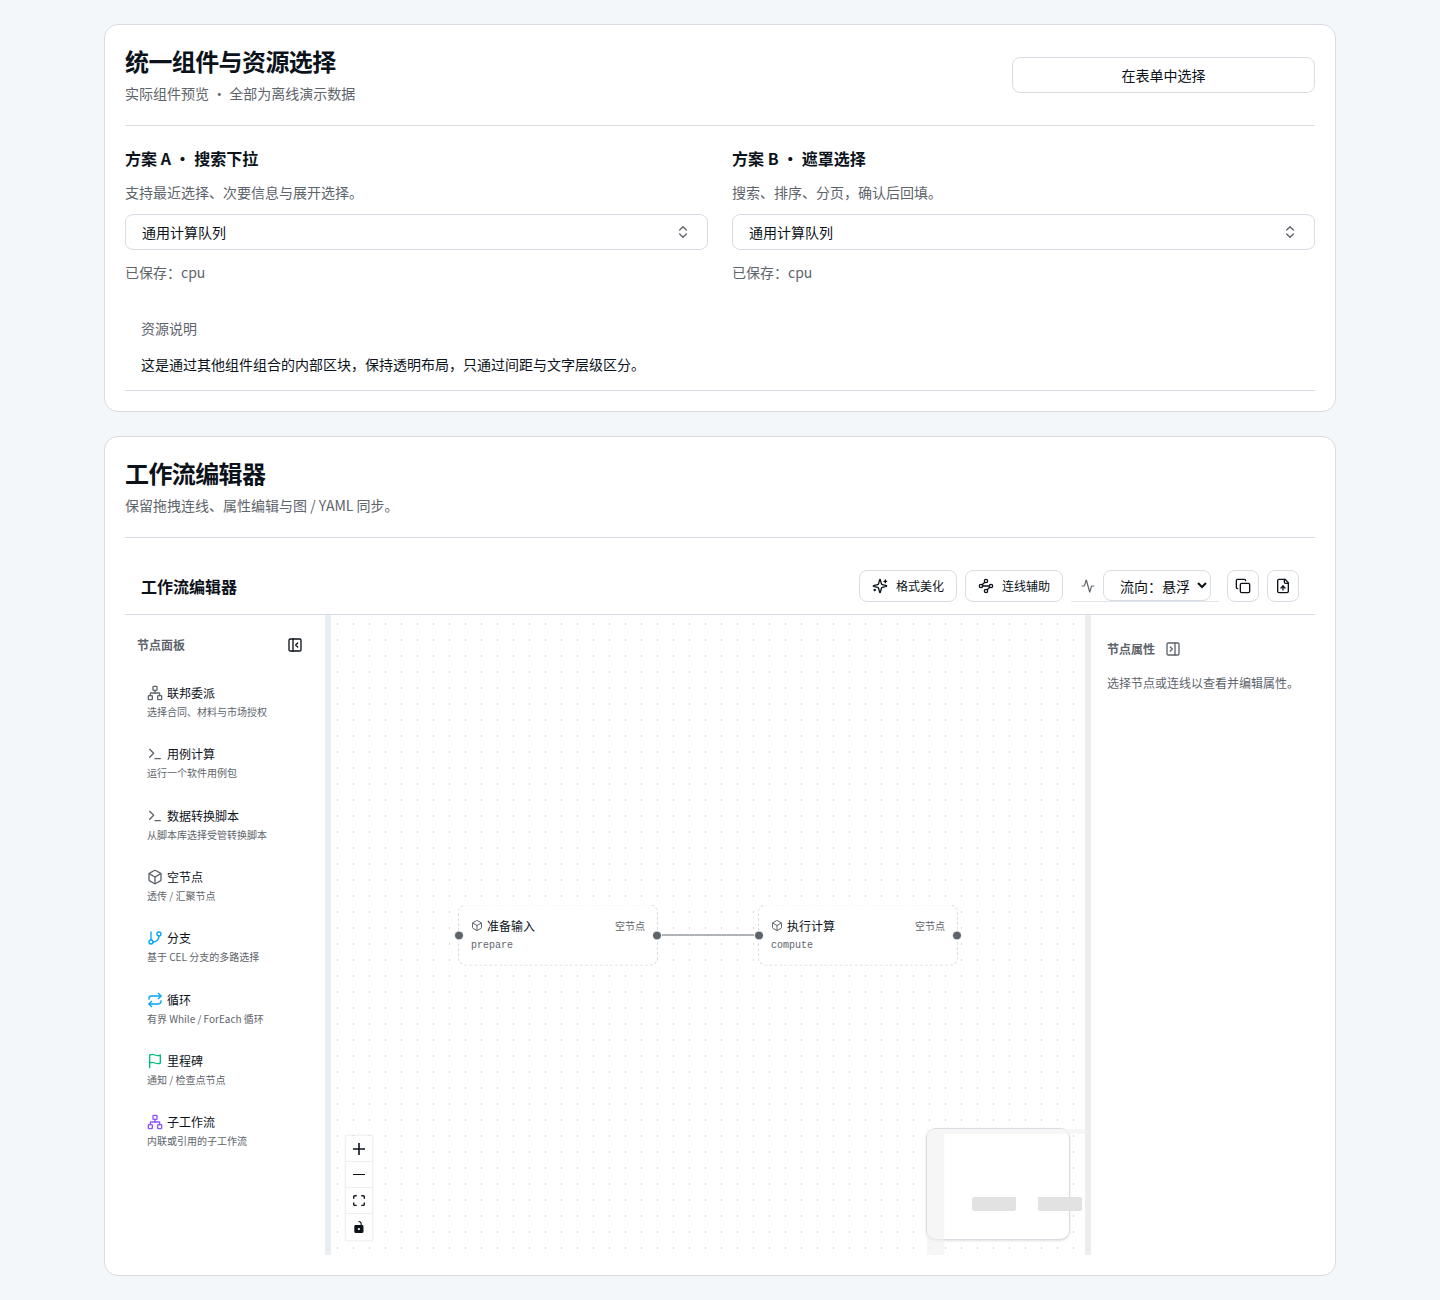 统一组件与资源选择
实际组件预览 · 全部为离线演示数据
在表单中选择
方案 A · 搜索下拉
支持最近选择、次要信息与展开选择。
通用计算队列
已保存：cpu
方案 B · 遮罩选择
搜索、排序、分页，确认后回填。
通用计算队列
已保存：cpu
资源说明
这是通过其他组件组合的内部区块，保持透明布局，只通过间距与文字层级区分。
工作流编辑器
保留拖拽连线、属性编辑与图 / YAML 同步。
工作流编辑器
格式美化
连线辅助
流向：悬浮
节点面板
联邦委派
选择合同、材料与市场授权
用例计算
运行一个软件用例包
数据转换脚本
从脚本库选择受管转换脚本
空节点
透传 / 汇聚节点
分支
基于 CEL 分支的多路选择
循环
有界 While / ForEach 循环
里程碑
通知 / 检查点节点
子工作流
内联或引用的子工作流
准备输入 空节点
prepare
执行计算 空节点
compute
节点属性
选择节点或连线以查看并编辑属性。